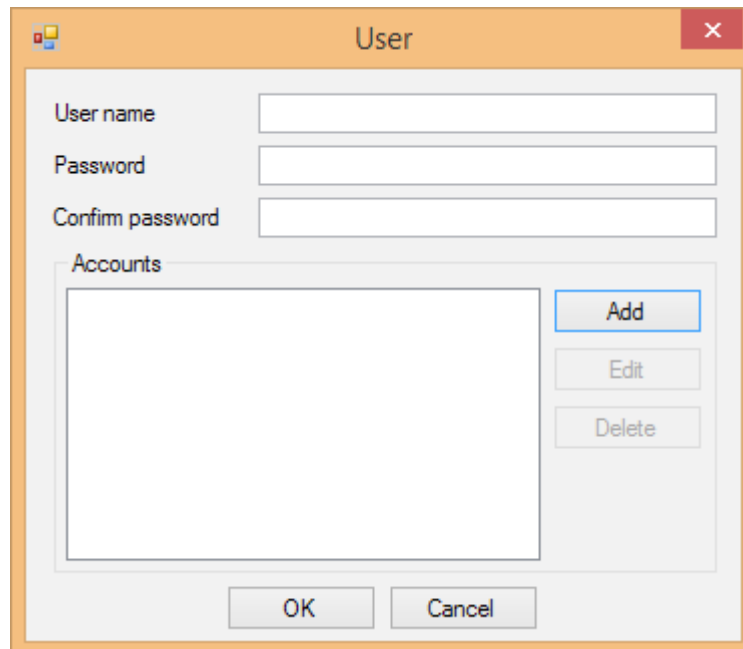 User
User name
Password
Confirm password
Accounts
Add
Edit
Delete
OK Cancel